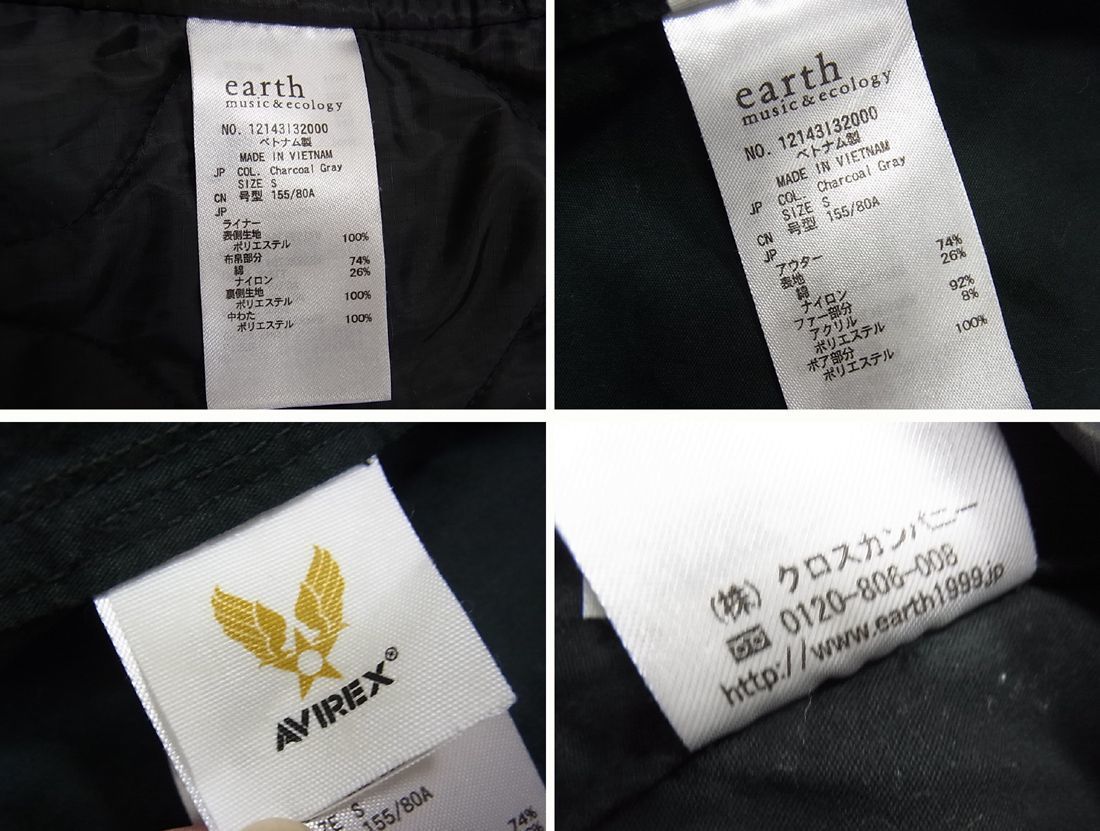 earth
music&ecology
NO. 12143132000
ベトナム製
MADE IN VIETNAM
JP COL. Charcoal Gray
SIZE S
CN 号型 155/80A
JP
ライナー
表側生地
ポリエステル 100%
布帛部分
綿 74%
ナイロン 26%
裏側生地
ポリエステル 100%
中わた
ポリエステル 100%
earth
music&ecology
NO. 12143132000
ベトナム製
MADE IN VIETNAM
JP COL. Charcoal Gray
SIZE S
CN 号型 155/80A
JP
アウター
表地
綿 74%
ナイロン 26%
ファー部分
アクリル 92%
ポリエステル 8%
ボア部分
ポリエステル 100%
AVIREX®
SIZE S
155/80A
74%
(株) クロスカンパニー
0120-806-008
http://www.earth1999.jp